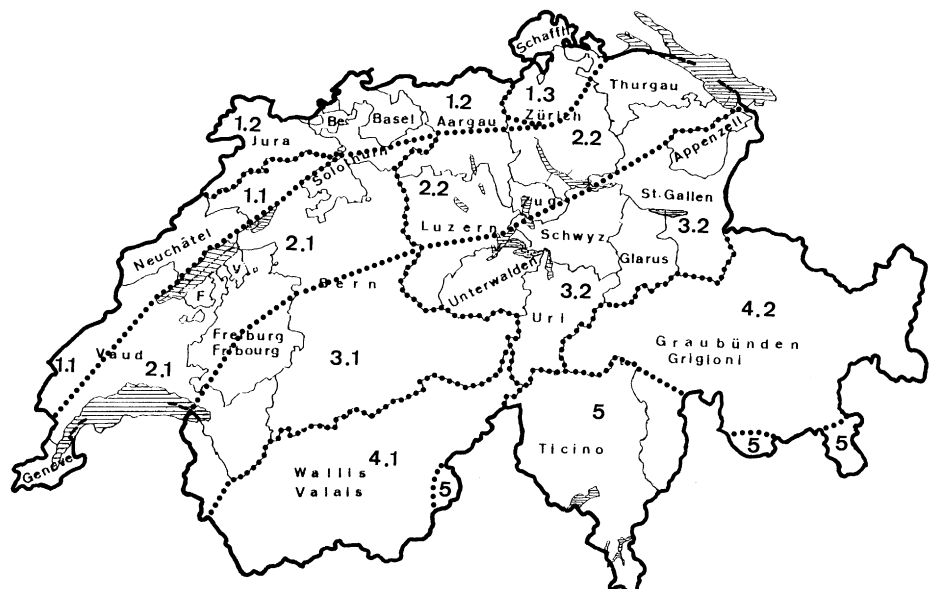 Schaffh
Thurgau
1.3
Zürich
1.2
Aargau
Basel
Be
1.2
Jura
Solothurn
2.2
Appenzell
1.1
2.2
Zug
St.Gallen
Luzern
Schwyz
3.2
Neuchâtel
2.1
Glarus
V
F
Bern
Unterwalden
3.2
Uri
4.2
Freiburg
Fribourg
Graubünden
Grigioni
1.1
Vaud
2.1
3.1
5
Ticino
5
5
Genève
4.1
Wallis
Valais
5